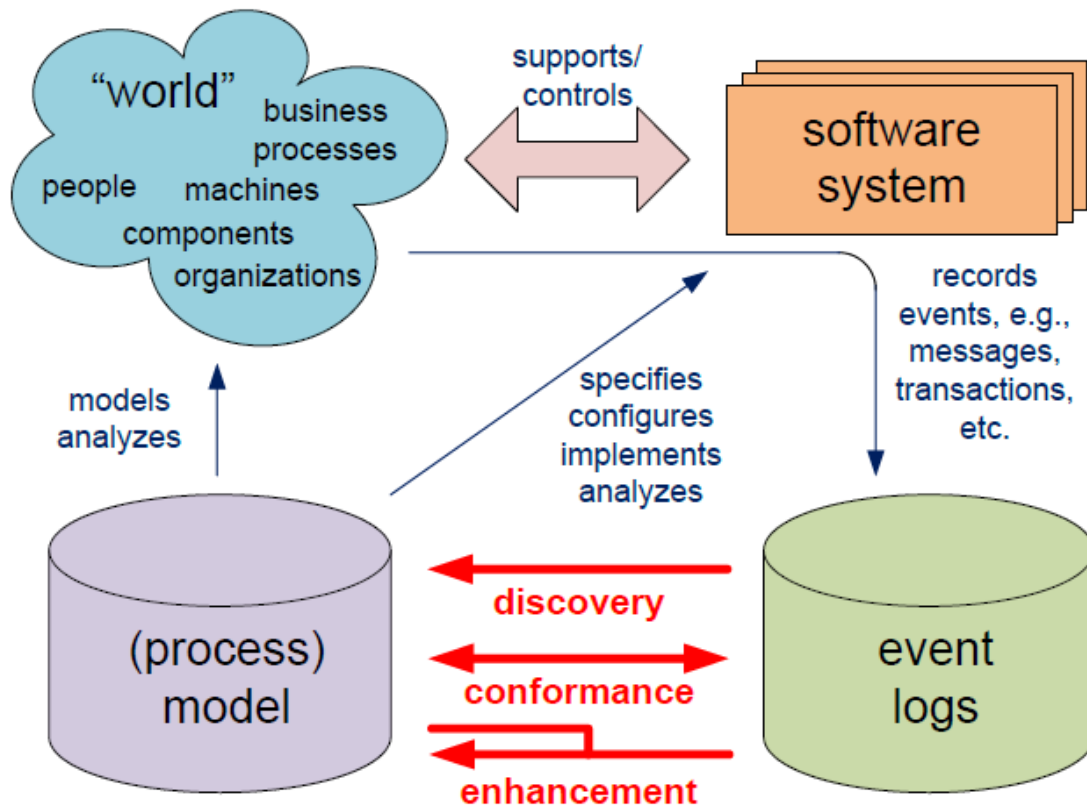 “world”
business
processes
people
machines
components
organizations
supports/
controls
software
system
records
events, e.g.,
messages,
transactions,
etc.
models
analyzes
specifies
configures
implements
analyzes
(process)
model
discovery
conformance
enhancement
event
logs